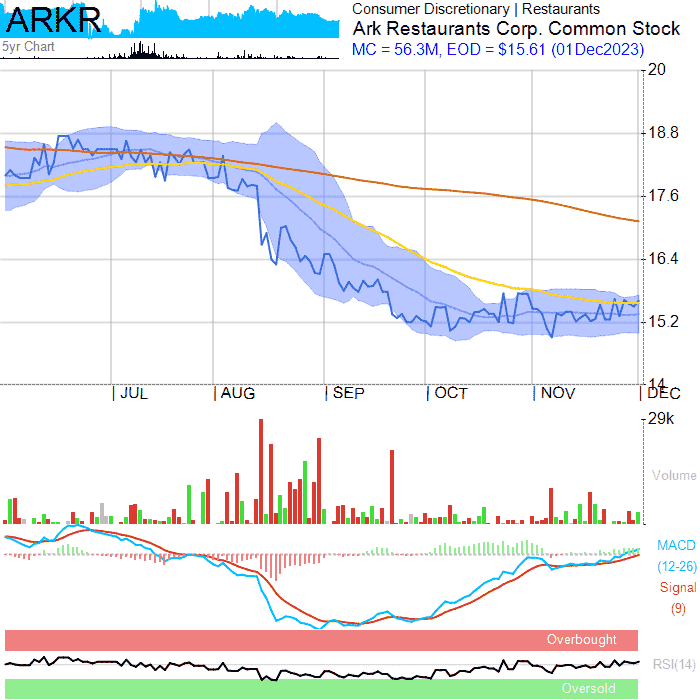 ARKR
5yr Chart
Consumer Discretionary | Restaurants
Ark Restaurants Corp. Common Stock
MC = 56.3M, EOD = $15.61 (01Dec2023)
20
18.8
17.6
16.4
15.2
14
JUL AUG SEP OCT NOV DEC
29k
Volume
MACD
(12-26)
Signal
(9)
Overbought
RSI(14)
Oversold